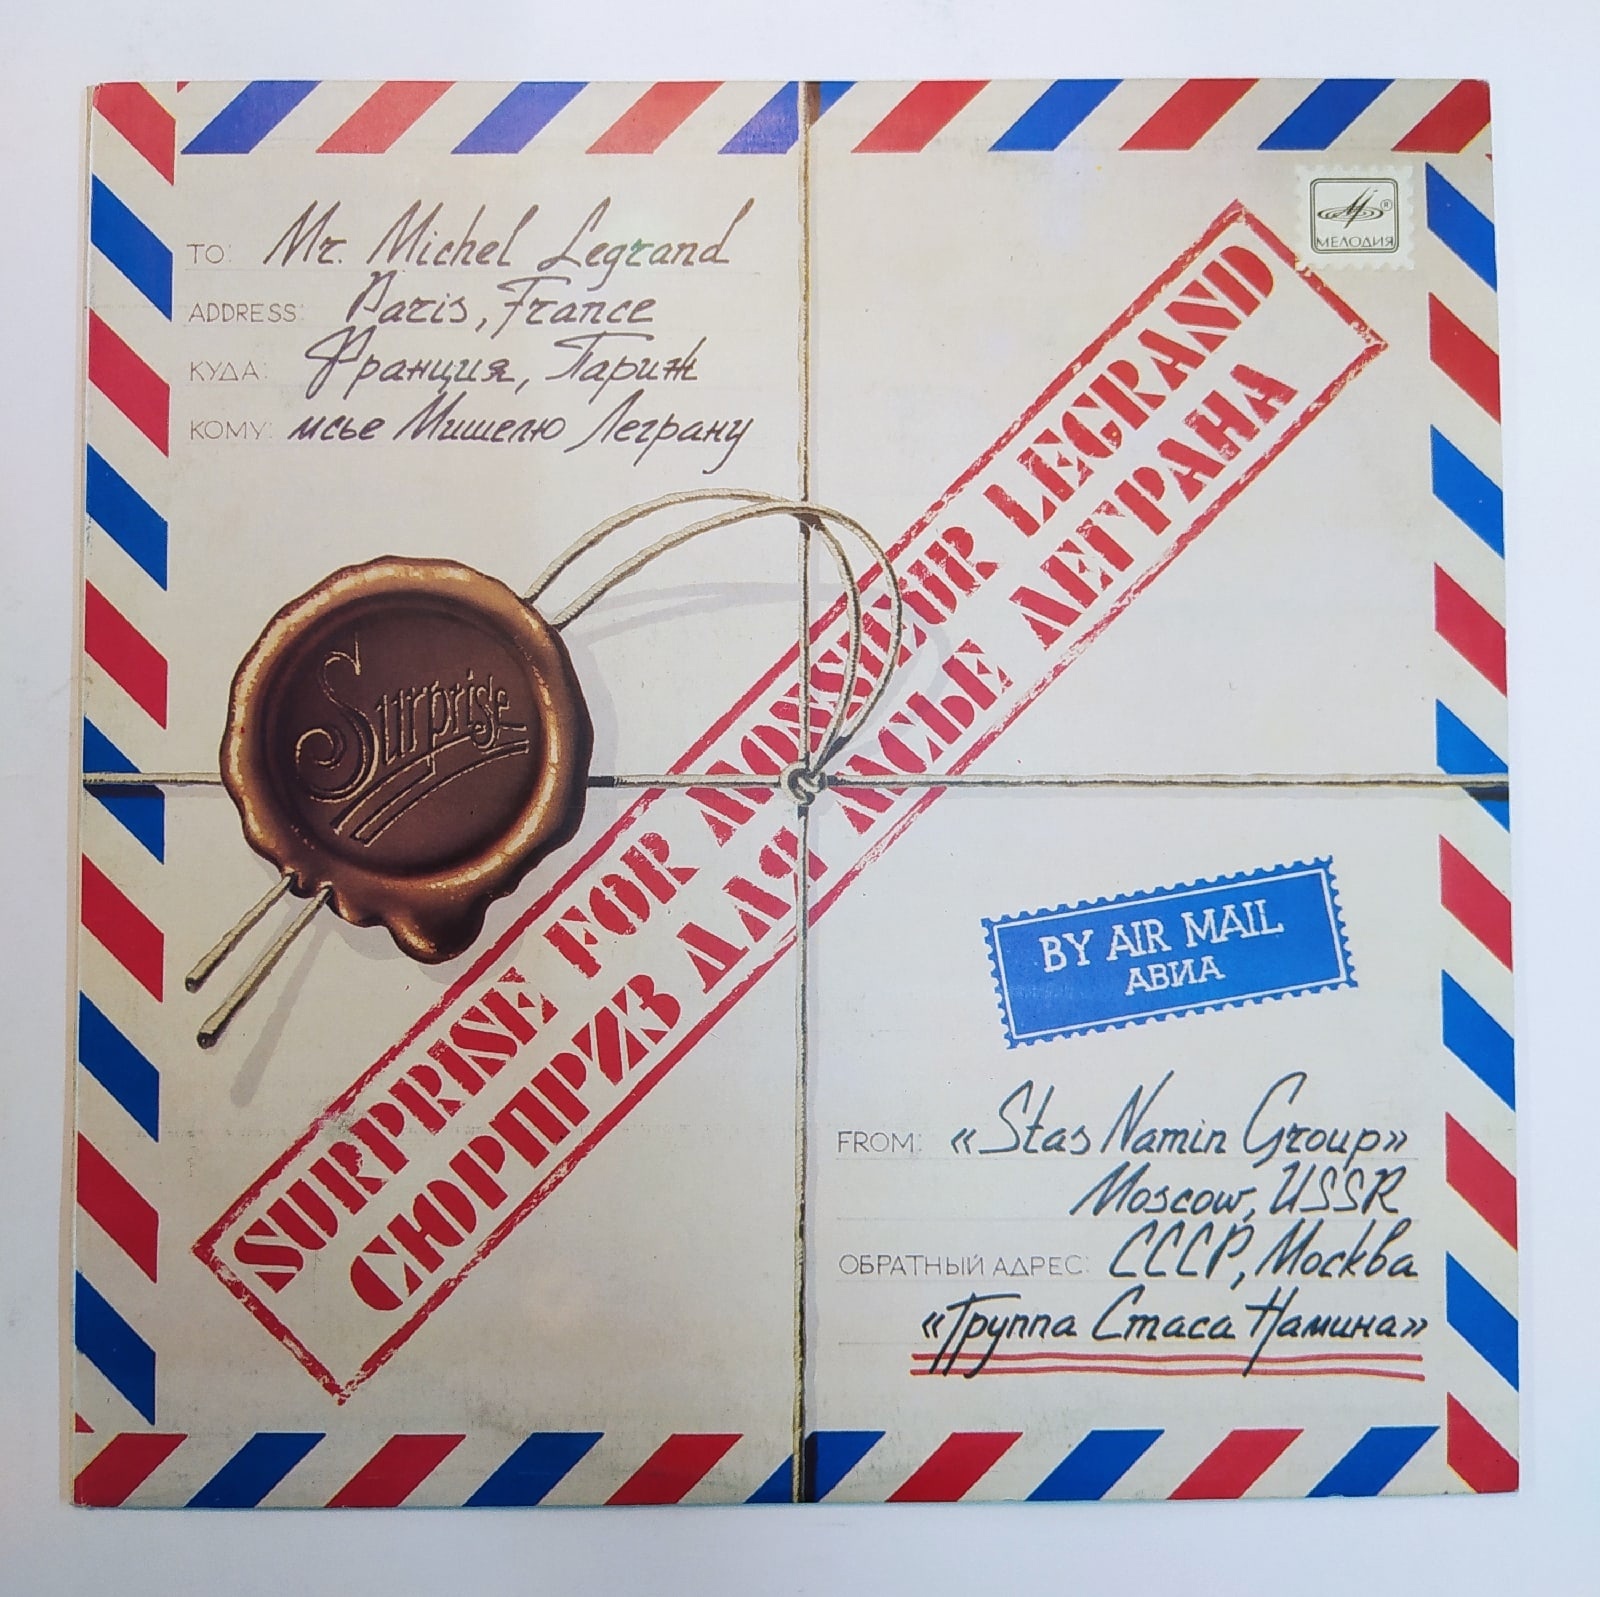 TO: Mr. Michel Legrand
ADDRESS: Paris, France
КУДА: Франция, Париж
КОМУ: мсье Мишелю Леграну
МЕЛОДИЯ
®
Surprise
SURPRISE FOR MONSIEUR LEGRAND
СЮРПРИЗ ДЛЯ МСЬЕ ЛЕГРАНА
BY AIR MAIL
АВИА
FROM: «Stas Namin Group»
Moscow, USSR
ОБРАТНЫЙ АДРЕС: СССР, Москва
«Группа Стаса Намина»